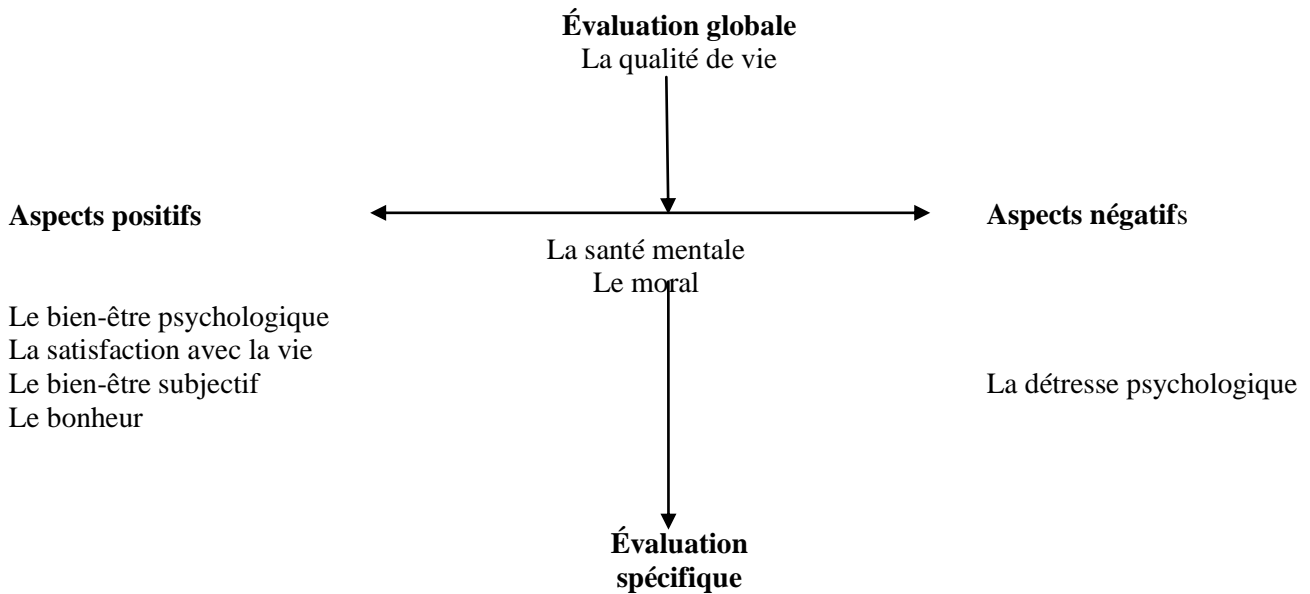 Évaluation globale
La qualité de vie
Aspects positifs
Aspects négatifs
La santé mentale
Le moral
Le bien-être psychologique
La satisfaction avec la vie
Le bien-être subjectif
Le bonheur
La détresse psychologique
Évaluation
spécifique